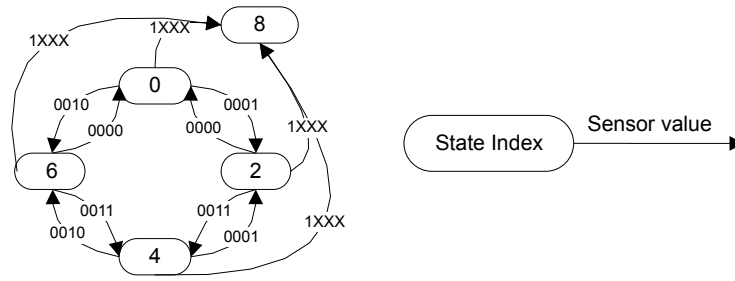 8
1XXX
1XXX
0
0010
0001
0000
0000
1XXX
6
2
0011
0011
0010
0001
1XXX
4
State Index
Sensor value